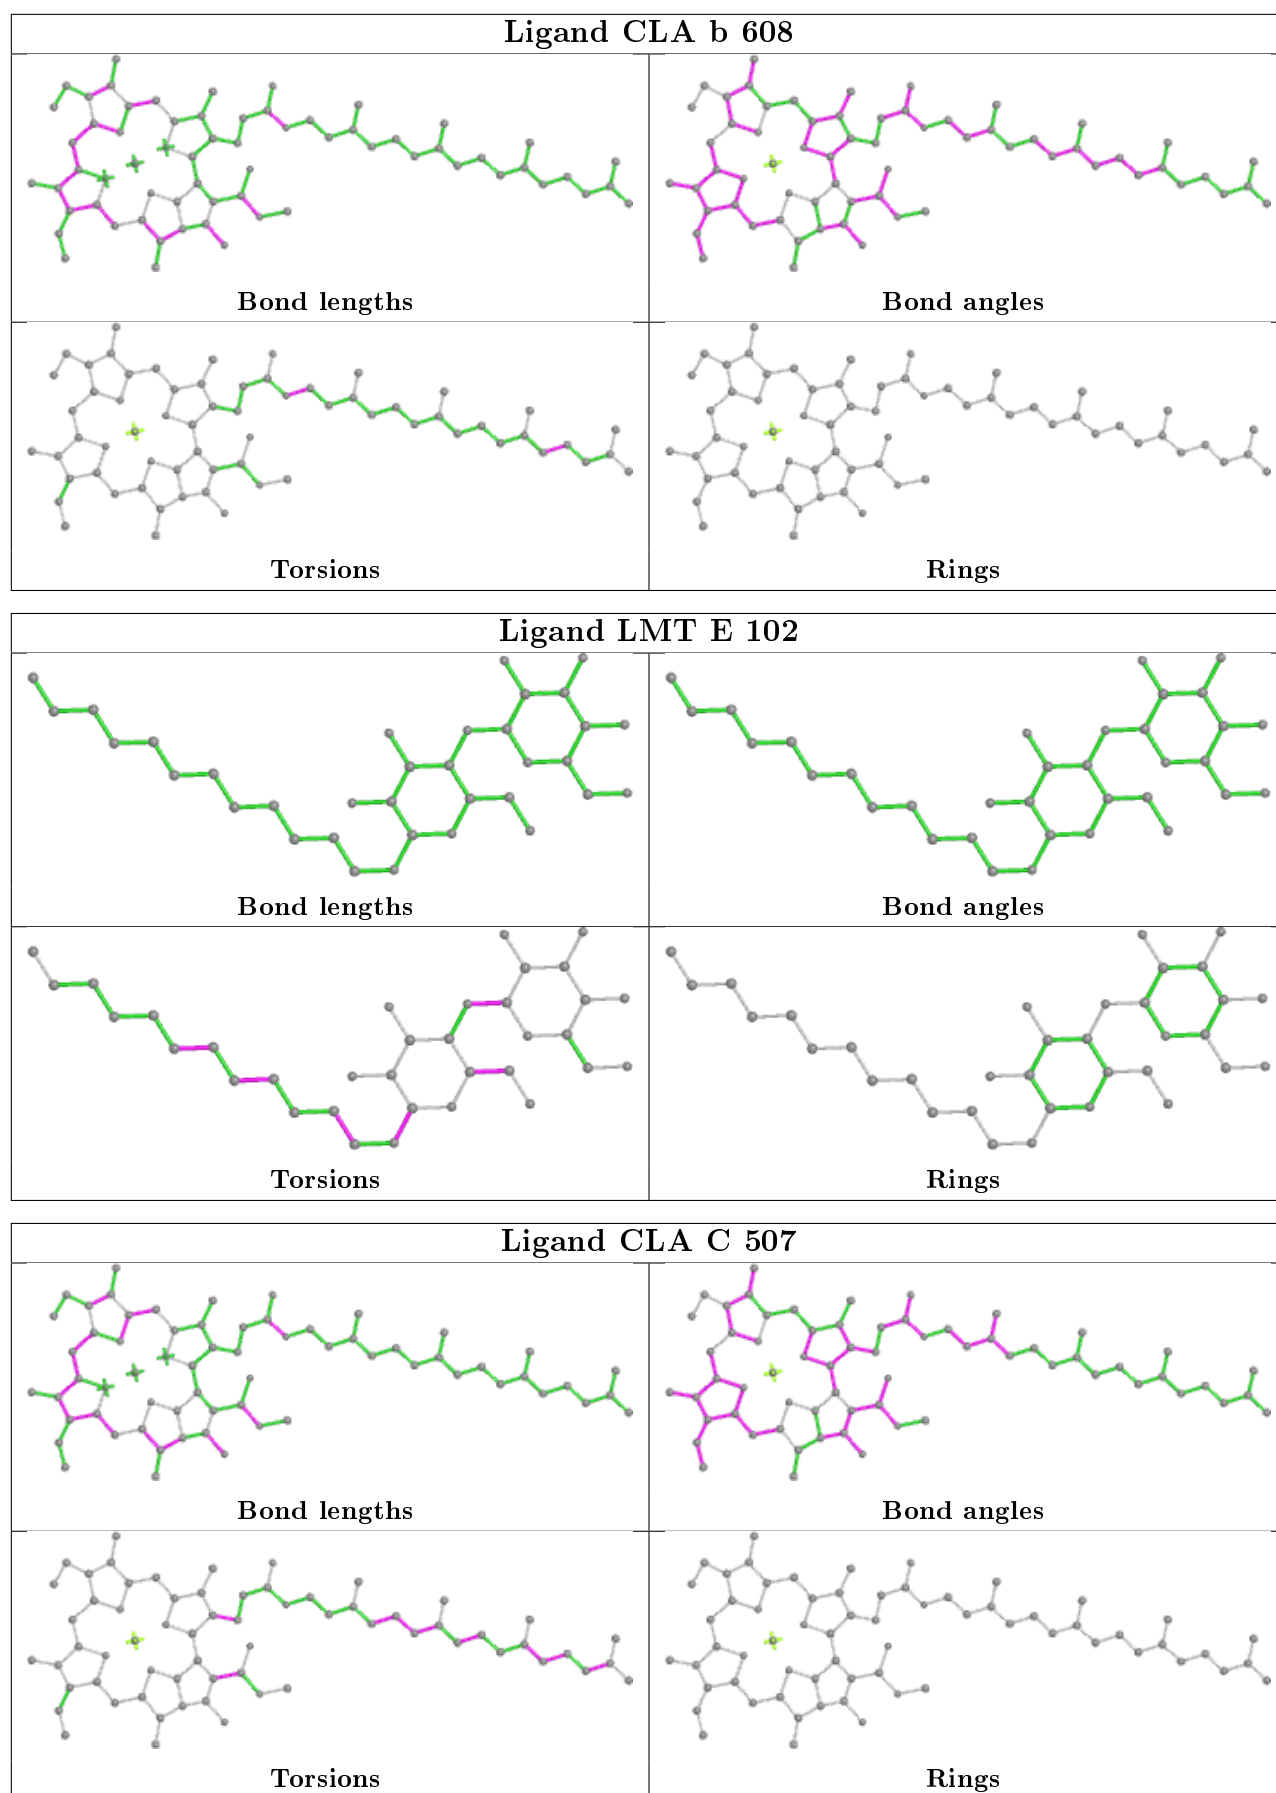 Ligand CLA b 608
Bond lengths
Bond angles
Torsions
Rings
Ligand LMT E 102
Bond lengths
Bond angles
Torsions
Rings
Ligand CLA C 507
Bond lengths
Bond angles
Torsions
Rings